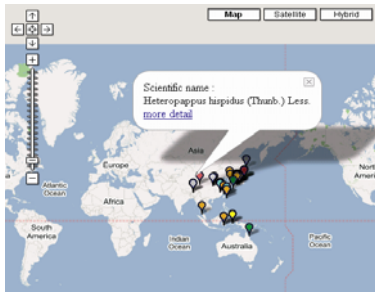 Map Satellite Hybrid
Scientific name :
Heteropappus hispidus (Thunb.) Less.
more detail
Asia
Europe
Atlantic
Ocean
Africa
North
America
South
America
Indian
Ocean
Australia
Pacific
Ocean